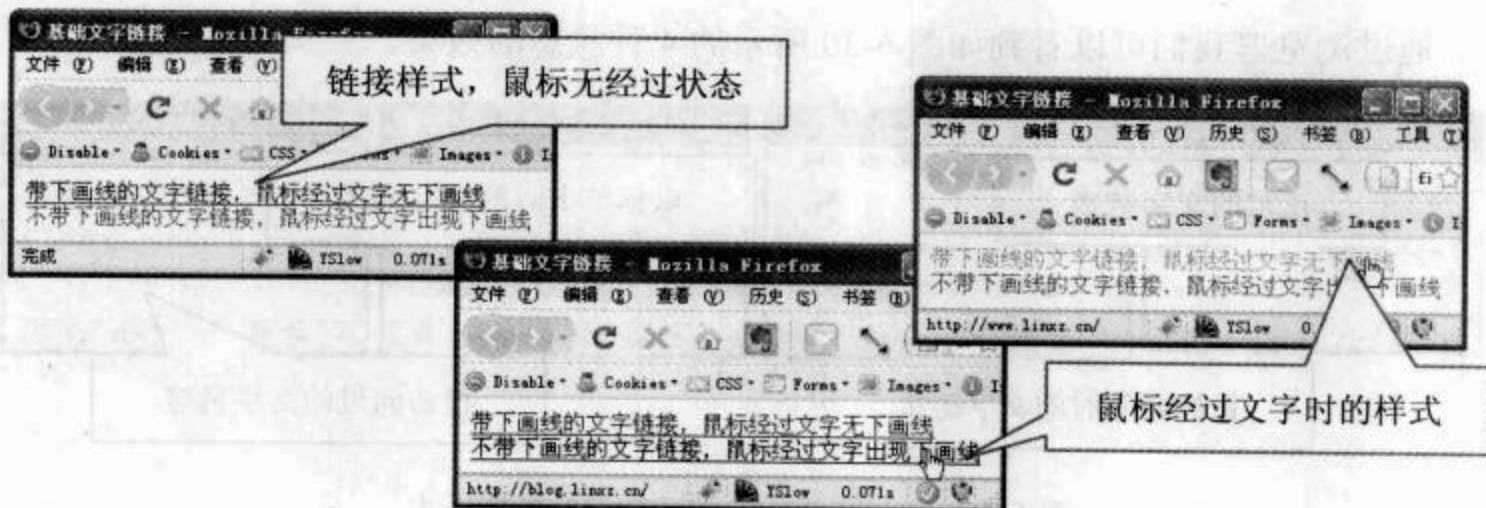 基础文字链接 - Mozilla Firefox
文件 (F) 编辑 (E) 查看 (V)
链接样式，鼠标无经过状态
Disable Cookies CSS Images
带下画线的文字链接，鼠标经过文字无下画线
不带下画线的文字链接，鼠标经过文字出现下画线
完成 YSlow 0.071s
基础文字链接 - Mozilla Firefox
文件 (F) 编辑 (E) 查看 (V) 历史 (S) 书签 (B) 工具 (T)
fi
Disable Cookies CSS Forms Images
带下画线的文字链接，鼠标经过文字无下画线
不带下画线的文字链接，鼠标经过文字出现下画线
http://www.linxz.cn/ YSlow
基础文字链接 - Mozilla Firefox
文件 (F) 编辑 (E) 查看 (V) 历史 (S) 书签 (B)
Disable Cookies CSS Forms Images
带下画线的文字链接，鼠标经过文字无下画线
不带下画线的文字链接，鼠标经过文字出现下画线
http://blog.linxz.cn/ YSlow 0.071s
鼠标经过文字时的样式